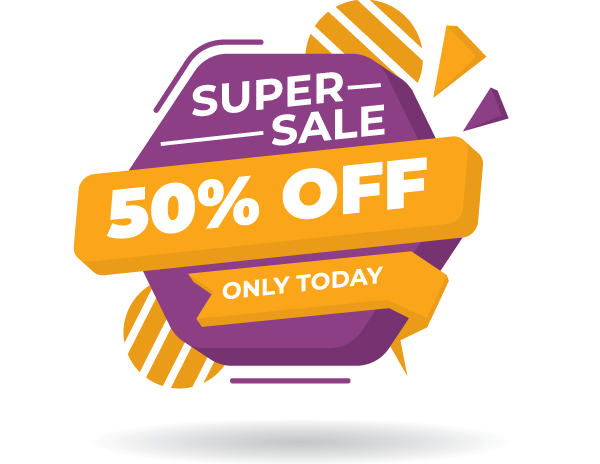 SUPER
SALE
50% OFF
ONLY TODAY